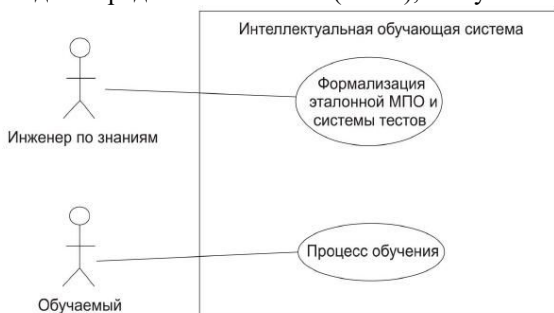 Интеллектуальная обучающая система
Формализация
эталонной МПО и
системы тестов
Инженер по знаниям
Процесс обучения
Обучаемый